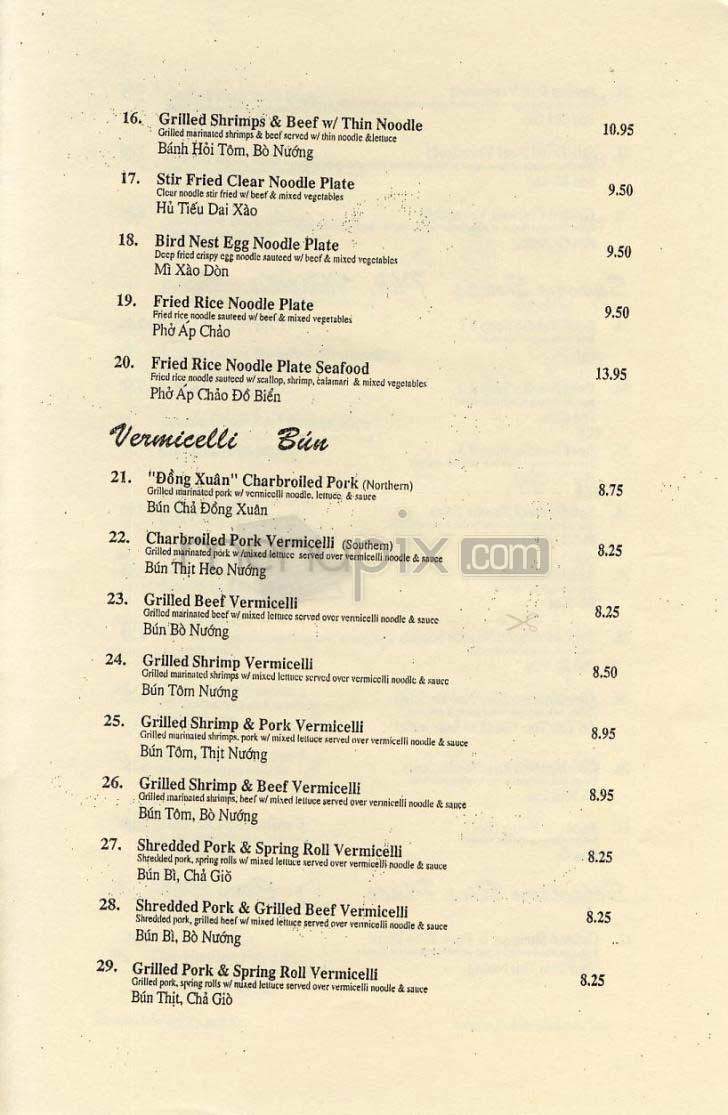 16. Grilled Shrimps & Beef w/ Thin Noodle 10.95
Grilled marinated shrimps & beef served w/ thin noodle &lettuce
Bánh Hỏi Tôm, Bò Nướng
17. Stir Fried Clear Noodle Plate 9.50
Clear noodle stir fried w/ beef & mixed vegetables
Hủ Tiếu Dai Xào
18. Bird Nest Egg Noodle Plate 9.50
Deep fried crispy egg noodle sauteed w/ beef & mixed vegetables
Mì Xào Dòn
19. Fried Rice Noodle Plate 9.50
Fried rice noodle sauteed w/ beef & mixed vegetables
Phở Áp Chảo
20. Fried Rice Noodle Plate Seafood 13.95
Fried rice noodle sauteed w/ scallop, shrimp, calamari & mixed vegetables
Phở Áp Chảo Đồ Biển
Vermicelli Bún
21. "Đồng Xuân" Charbroiled Pork (Northern) 8.75
Grilled marinated pork w/ vermicelli noodle, lettuce, & sauce
Bún Chả Đồng Xuân
22. Charbroiled Pork Vermicelli (Southern) 8.25
Grilled marinated pork w /mixed lettuce served over vermicelli noodle & sauce
Bún Thịt Heo Nướng
menupix.com
23. Grilled Beef Vermicelli 8.25
Grilled marinated beef w/ mixed lettuce served over vermicelli noodle & sauce
Bún Bò Nướng
24. Grilled Shrimp Vermicelli 8.50
Grilled marinated shrimps w/ mixed lettuce served over vermicelli noodle & sauce
Bún Tôm Nướng
25. Grilled Shrimp & Pork Vermicelli 8.95
Grilled marinated shrimps, pork w/ mixed lettuce served over vermicelli noodle & sauce
Bún Tôm, Thịt Nướng
26. Grilled Shrimp & Beef Vermicelli 8.95
Grilled marinated shrimps, beef w/ mixed lettuce served over vermicelli noodle & sauce
Bún Tôm, Bò Nướng
27. Shredded Pork & Spring Roll Vermicelli 8.25
Shredded pork, spring rolls w/ mixed lettuce served over vermicelli noodle & sauce
Bún Bì, Chả Giò
28. Shredded Pork & Grilled Beef Vermicelli 8.25
Shredded pork, grilled beef w/ mixed lettuce served over vermicelli noodle & sauce
Bún Bì, Bò Nướng
29. Grilled Pork & Spring Roll Vermicelli 8.25
Grilled pork, spring rolls w/ mixed lettuce served over vermicelli noodle & sauce
Bún Thịt, Chả Giò